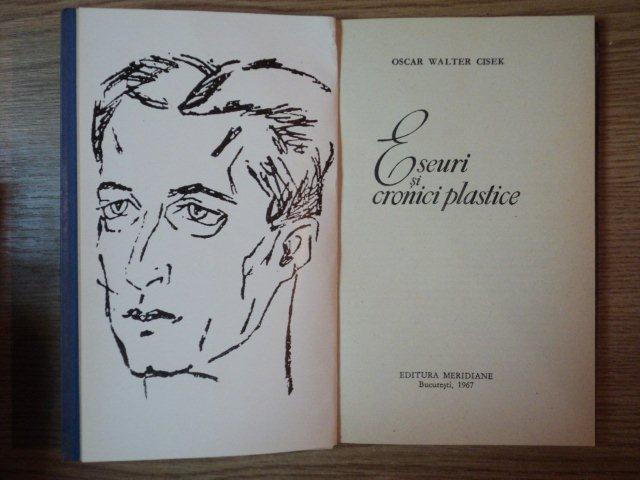 OSCAR WALTER CISEK
Eseuri
și
cronici plastice
EDITURA MERIDIANE
București, 1967